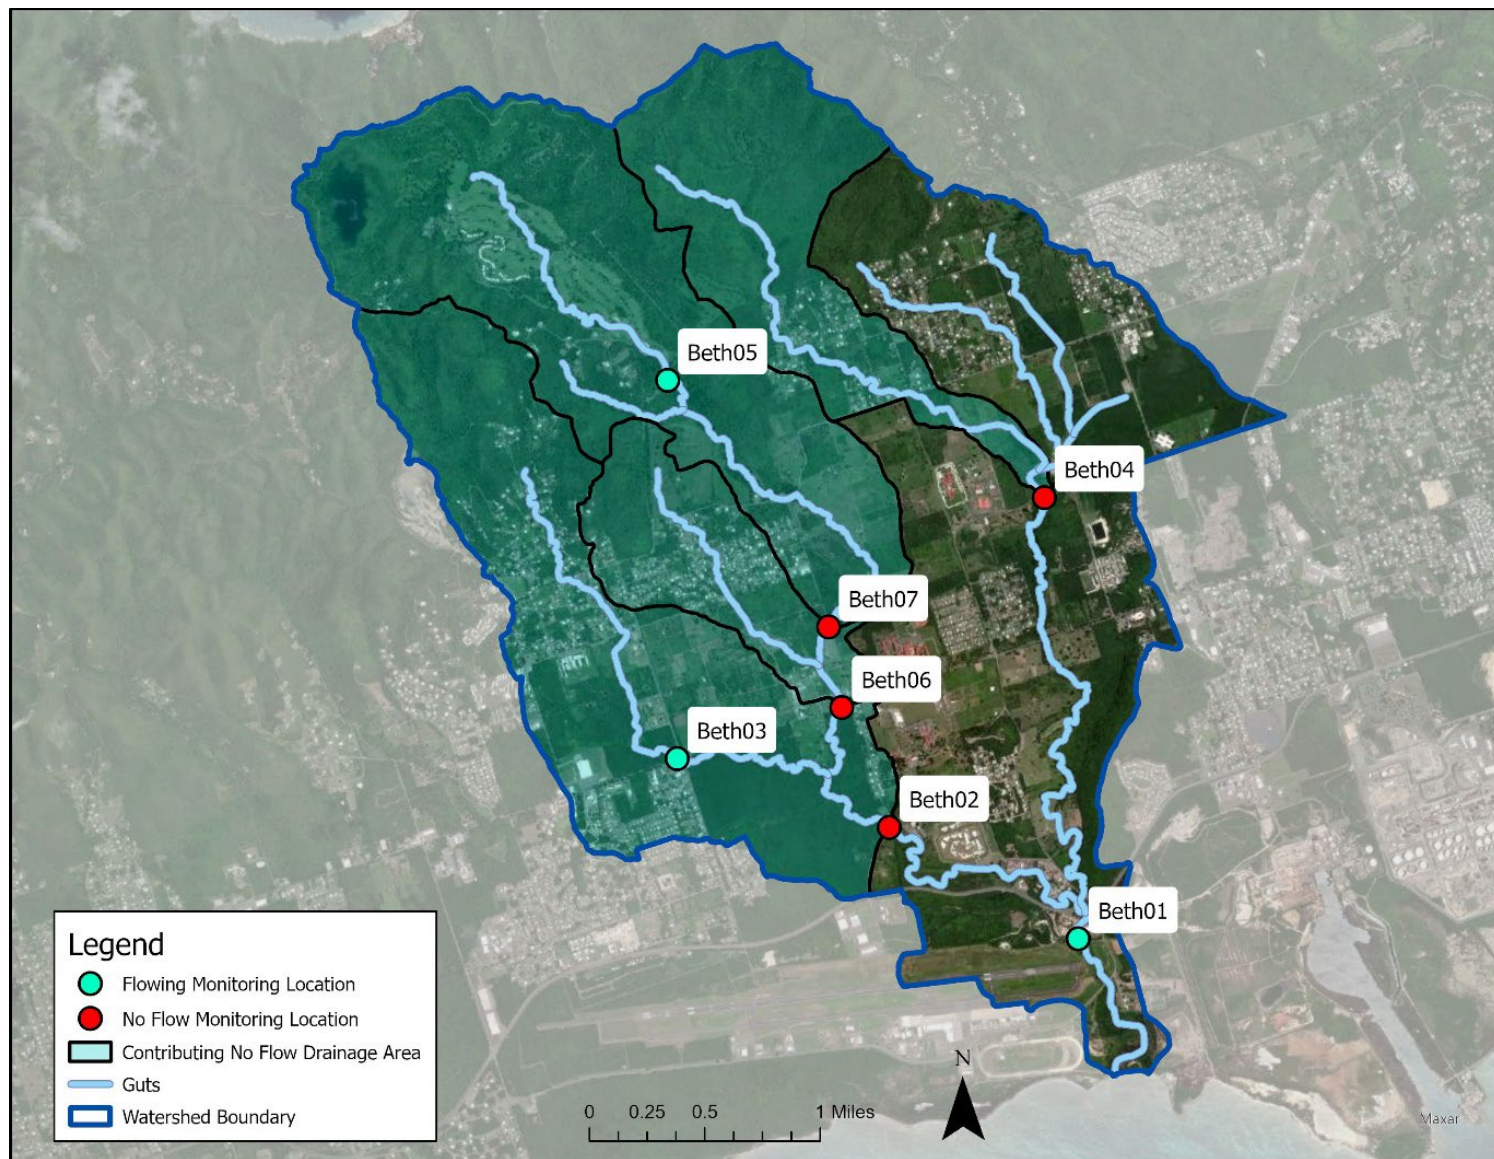 Beth05
Beth04
Beth07
Beth06
Beth03
Beth02
Beth01
Legend
Flowing Monitoring Location
No Flow Monitoring Location
Contributing No Flow Drainage Area
Guts
Watershed Boundary
N
0 0.25 0.5 1 Miles
Maxar